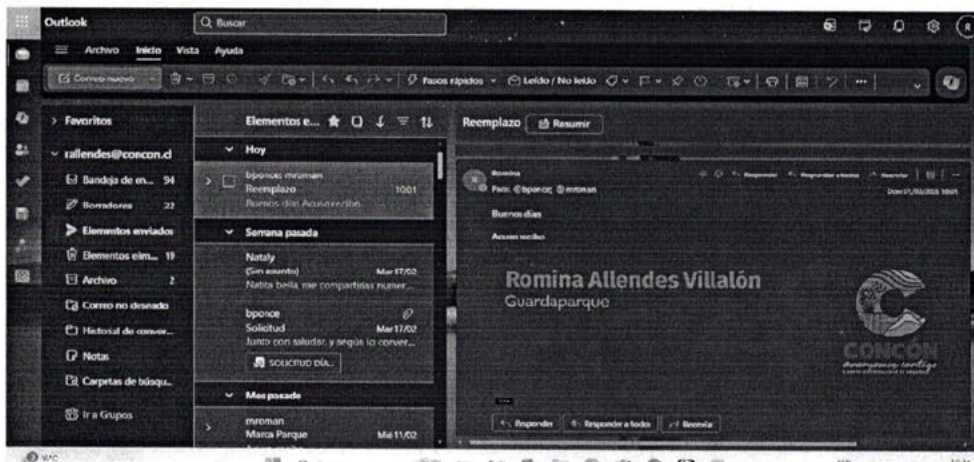 Outlook
Buscar
Archivo Inicio Vista Ayuda
Correo nuevo
Pasos rápidos
Leído / No leído
Favoritos
rallendes@concon.cl
Bandeja de en... 94
Borradores 22
Elementos enviados
Elementos elim... 19
Archivo 2
Correo no deseado
Historial de conver...
Notas
Carpetas de búsqu...
Ir a Grupos
Elementos e...
Hoy
bponce; mroman
Reemplazo 10:01
Buenos días Acuso recibo
Semana pasada
Nataly
(Sin asunto) Mar 17/02
Natita bella, me compartirias numer...
bponce
Solicitud Mar 17/02
Junto con saludar, y según lo conver...
SOLICITUD DÍA...
Mes pasado
mroman
Marca Parque Mié 11/02
Reemplazo
Resumir
Romina
Para: bponce; mroman
Responder Responder a todos Reenviar
Buenos días
Acuso recibo
Romina Allendes Villalón
Guardaparque
CONCÓN
Avanzamos contigo
Responder Responder a todos Reenviar